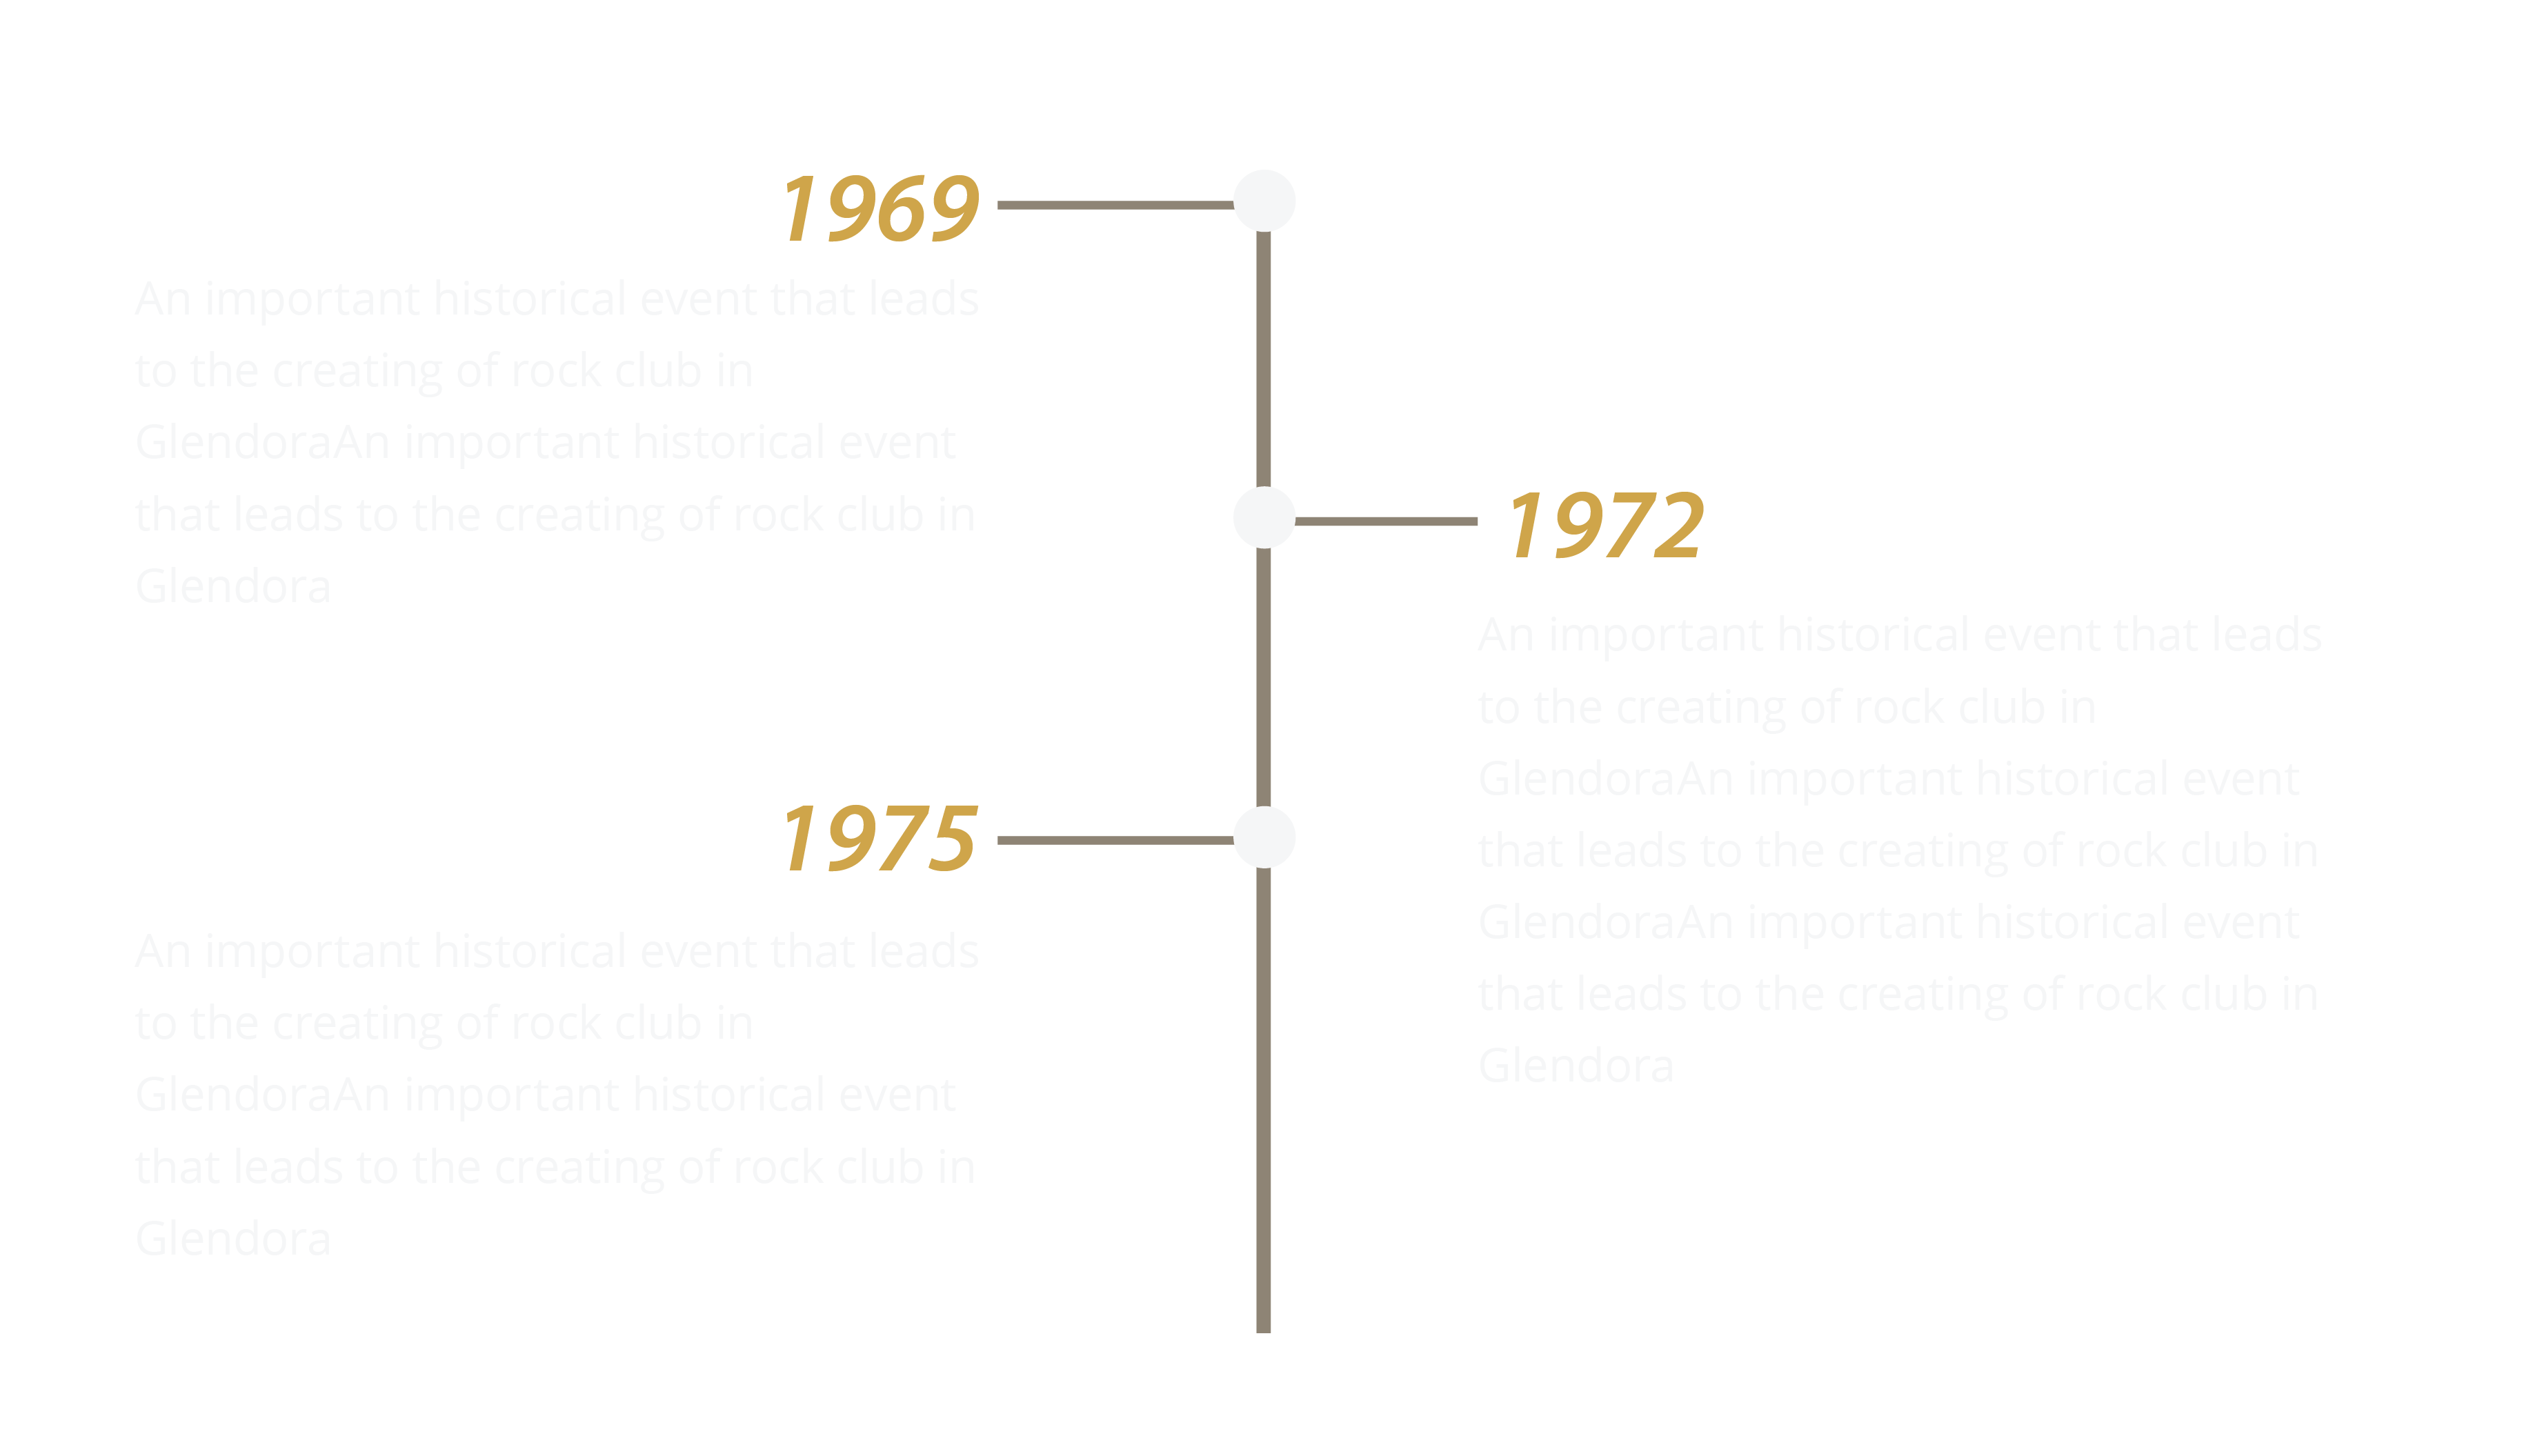 1969
An important historical event that leads
to the creating of rock club in
GlendoraAn important historical event
that leads to the creating of rock club in
Glendora
1972
An important historical event that leads
to the creating of rock club in
GlendoraAn important historical event
that leads to the creating of rock club in
GlendoraAn important historical event
that leads to the creating of rock club in
Glendora
1975
An important historical event that leads
to the creating of rock club in
GlendoraAn important historical event
that leads to the creating of rock club in
Glendora